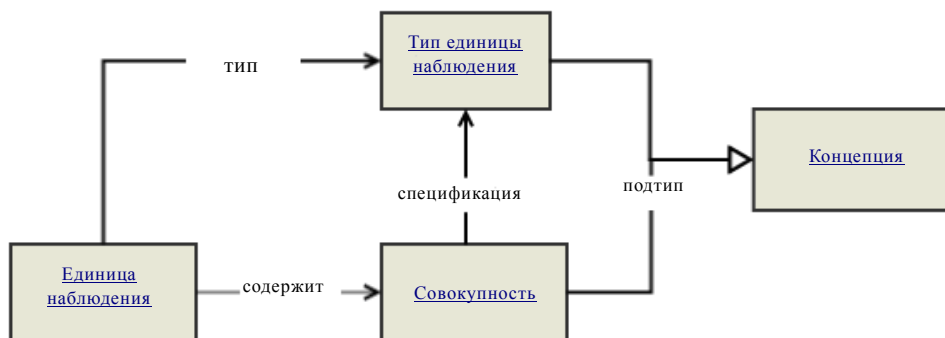 Тип единицы
наблюдения
тип
Концепция
подтип
спецификация
Единица
наблюдения
содержит
Совокупность